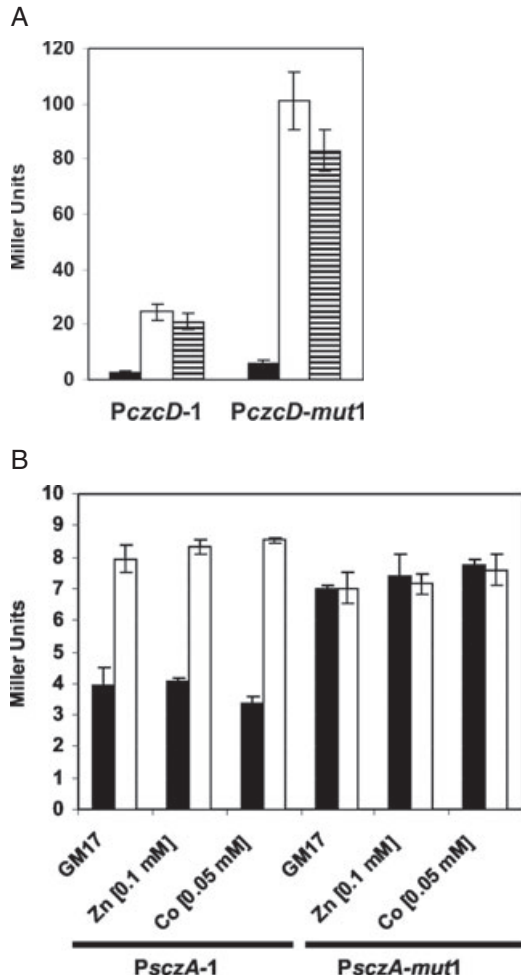 A
120
100
80
60
40
20
0
Miller Units
PczcD-1 PczcD-mut1
B
10
9
8
7
6
5
4
3
2
1
0
Miller Units
GM17 Zn [0.1 mM] Co [0.05 mM] GM17 Zn [0.1 mM] Co [0.05 mM]
PsczA-1 PsczA-mut1